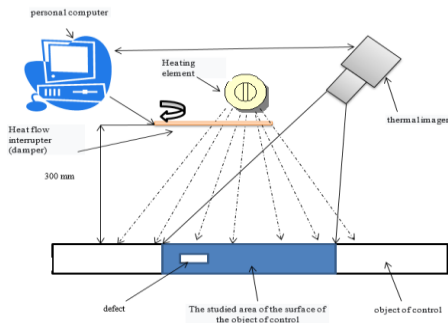 personal computer
Heating
element
thermal imager
Heat flow
interrupter
(damper)
300 mm
defect
The studied area of the surface of
the object of control
object of control